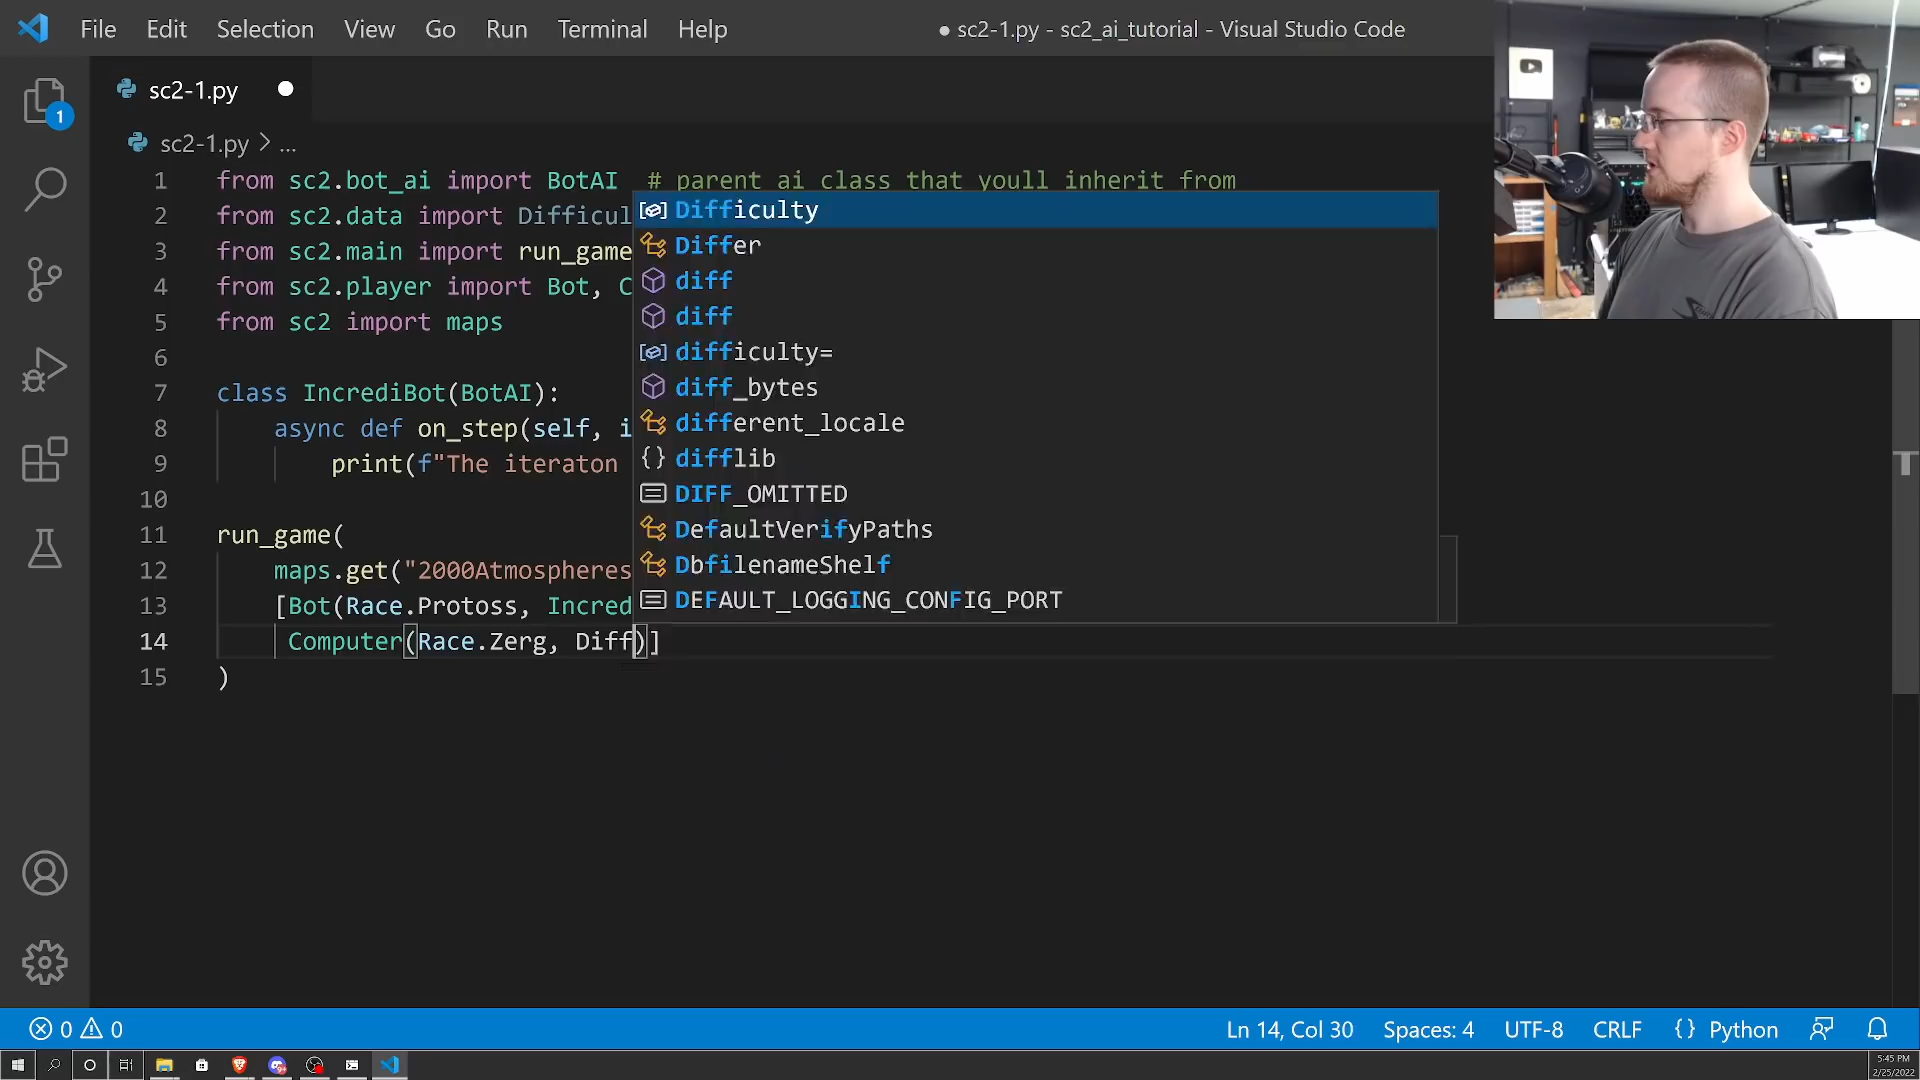 File Edit Selection View Go Run Terminal Help
● sc2-1.py - sc2_ai_tutorial - Visual Studio Code
1
sc2-1.py
sc2-1.py > ...
1 from sc2.bot_ai import BotAI # parent ai class that youll inherit from
2 from sc2.data import Difficul
3 from sc2.main import run_game
4 from sc2.player import Bot, C
5 from sc2 import maps
6
7 class IncrediBot(BotAI):
8 async def on_step(self, i
9 print(f"The iteraton
10
11 run_game(
12 maps.get("2000Atmospheres
13 [Bot(Race.Protoss, Incred
14 Computer(Race.Zerg, Diff)]
15 )
Difficulty
Differ
diff
diff
difficulty=
diff_bytes
different_locale
difflib
DIFF_OMITTED
DefaultVerifyPaths
DbfilenameShelf
DEFAULT_LOGGING_CONFIG_PORT
0 0
Ln 14, Col 30 Spaces: 4 UTF-8 CRLF {} Python
5:45 PM
2/25/2022